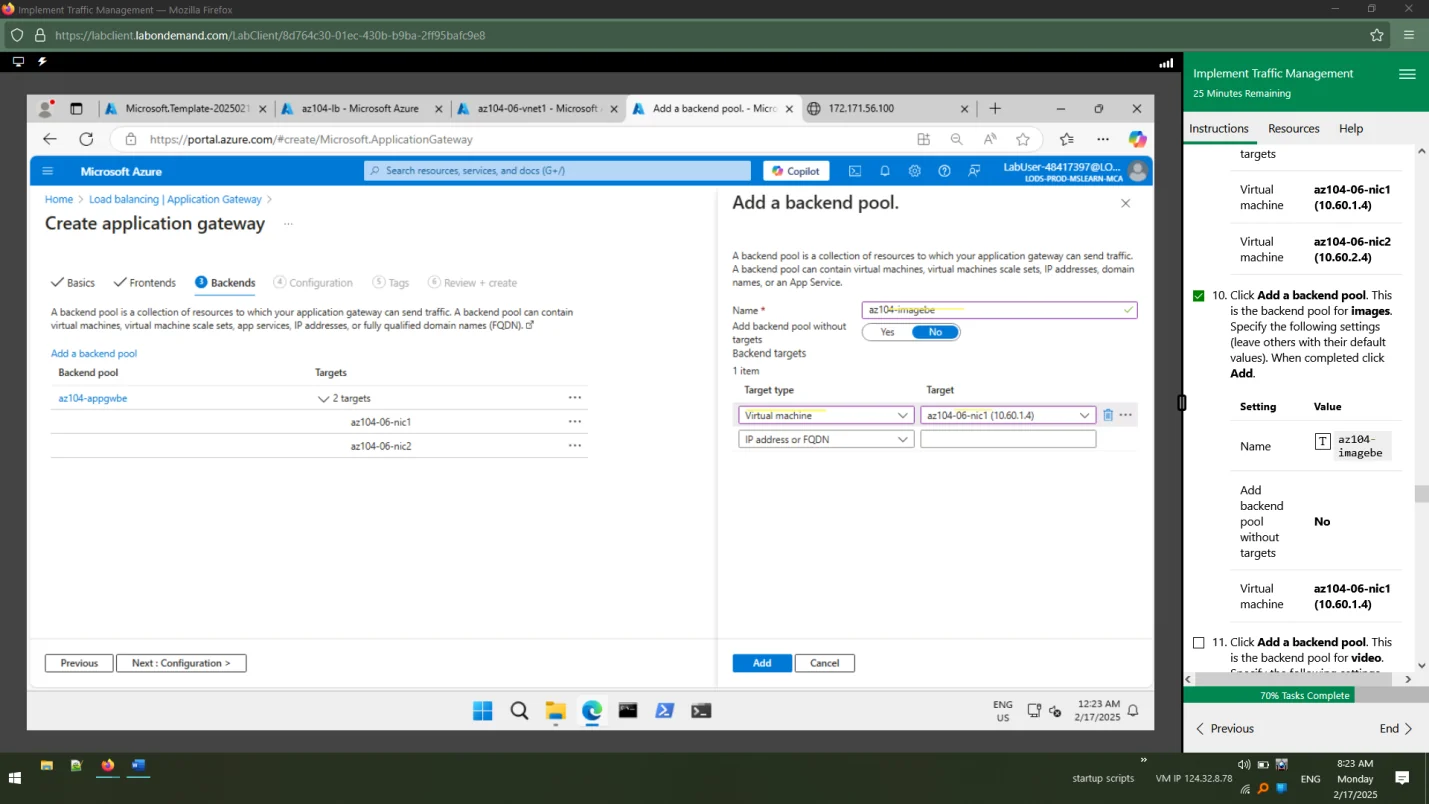 Implement Traffic Management — Mozilla Firefox
https://labclient.labondemand.com/LabClient/8d764c30-01ec-430b-b9ba-2ff95bafc9e8
Microsoft.Template-2025021
az104-lb - Microsoft Azure
az104-06-vnet1 - Microsoft
Add a backend pool. - Micro
172.171.56.100
https://portal.azure.com/#create/Microsoft.ApplicationGateway
Microsoft Azure
Search resources, services, and docs (G+/)
Copilot
LabUser-48417397@LO...
LODS-PROD-MSLEARN-MCA
Home > Load balancing | Application Gateway >
Create application gateway ...
Basics
Frontends
3 Backends
4 Configuration
5 Tags
6 Review + create
A backend pool is a collection of resources to which your application gateway can send traffic. A backend pool can contain
virtual machines, virtual machine scale sets, app services, IP addresses, or fully qualified domain names (FQDN).
Add a backend pool
Backend pool Targets
az104-appgwbe 2 targets ...
az104-06-nic1 ...
az104-06-nic2 ...
Previous
Next : Configuration >
Add a backend pool.
A backend pool is a collection of resources to which your application gateway can send traffic.
A backend pool can contain virtual machines, virtual machines scale sets, IP addresses, domain
names, or an App Service.
Name * az104-imagebe
Add backend pool without
targets
Yes No
Backend targets
1 item
Target type Target
Virtual machine az104-06-nic1 (10.60.1.4) ...
IP address or FQDN
Add
Cancel
ENG
US
12:23 AM
2/17/2025
Implement Traffic Management
25 Minutes Remaining
Instructions Resources Help
targets
Virtual
machine
az104-06-nic1
(10.60.1.4)
Virtual
machine
az104-06-nic2
(10.60.2.4)
10. Click Add a backend pool. This
is the backend pool for images.
Specify the following settings
(leave others with their default
values). When completed click
Add.
Setting Value
Name
T az104-
imagebe
Add
backend
pool
without
targets
No
Virtual
machine
az104-06-nic1
(10.60.1.4)
11. Click Add a backend pool. This
is the backend pool for video.
Specify the following settings
70% Tasks Complete
Previous
End
startup scripts
VM IP 124.32.8.78
ENG
8:23 AM
Monday
2/17/2025